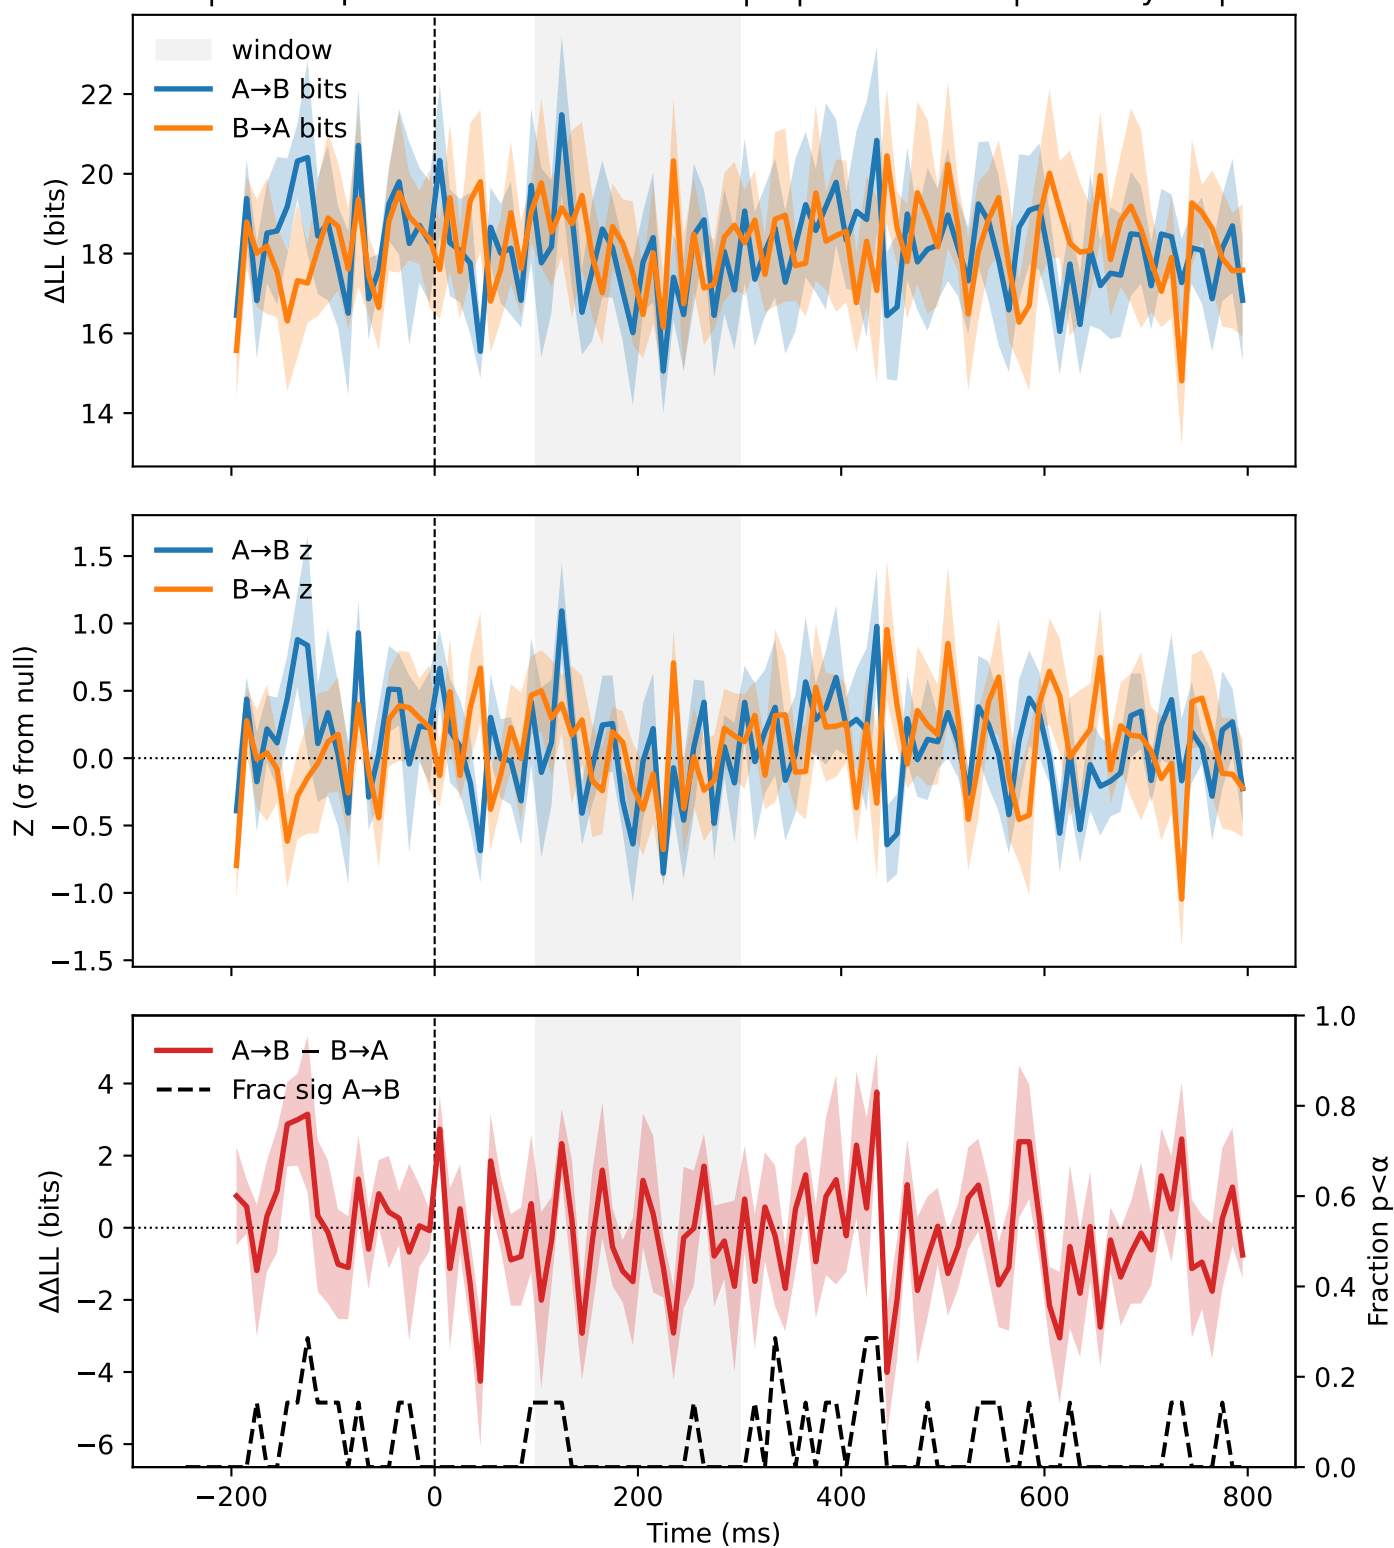 window
A→B bits
B→A bits
22
20
18
16
14
ΔLL (bits)
A→B z
B→A z
1.5
1.0
0.5
0.0
−0.5
−1.0
−1.5
Z (σ from null)
A→B − B→A
Frac sig A→B
4
2
0
−2
−4
−6
ΔΔLL (bits)
1.0
0.8
0.6
0.4
0.2
0.0
Fraction p<α
−200
0
200
400
600
800
Time (ms)